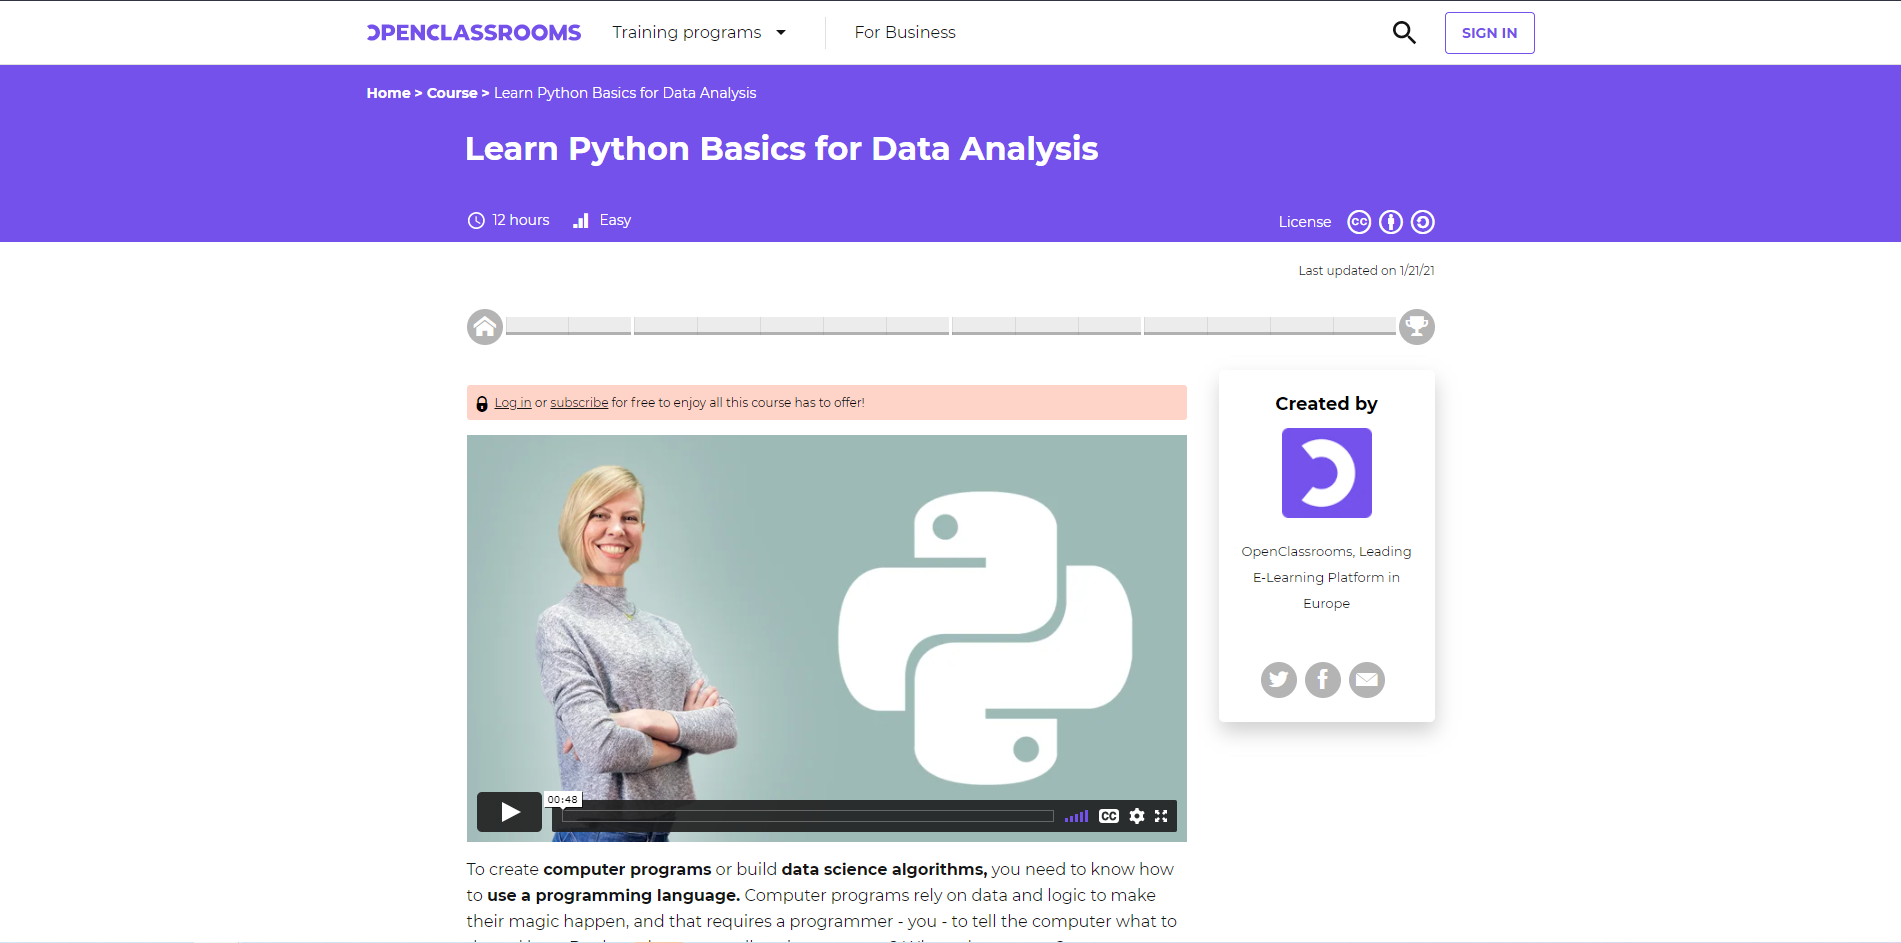 OPENCLASSROOMS
Training programs
For Business
SIGN IN
Home > Course > Learn Python Basics for Data Analysis
Learn Python Basics for Data Analysis
12 hours
Easy
License
Last updated on 1/21/21
Log in or subscribe for free to enjoy all this course has to offer!
00:48
CC
To create computer programs or build data science algorithms, you need to know how
to use a programming language. Computer programs rely on data and logic to make
their magic happen, and that requires a programmer - you - to tell the computer what to
Created by
OpenClassrooms, Leading
E-Learning Platform in
Europe